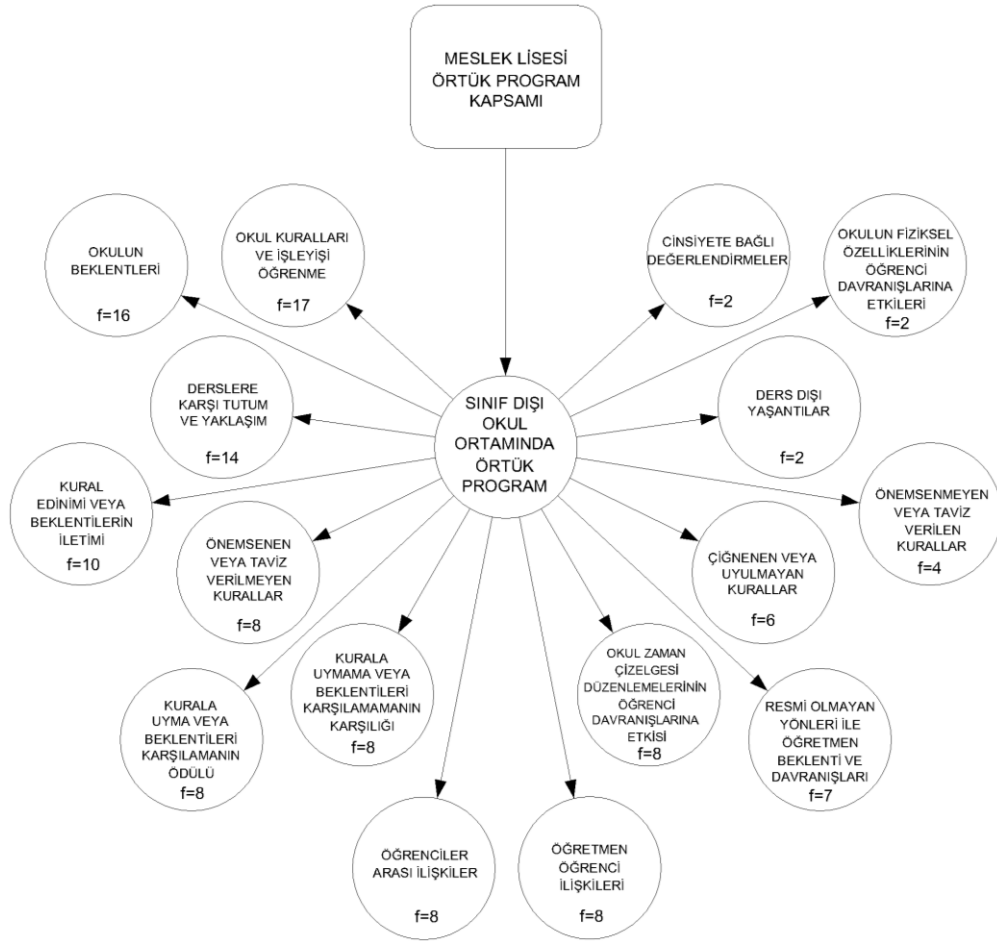 MESLEK LİSESİ
ÖRTÜK PROGRAM
KAPSAMI
OKULUN
BEKLENTİLERİ
f=16
OKUL KURALLARI
VE İŞLEYİŞİ
ÖĞRENME
f=17
CİNSİYETE BAĞLI
DEĞERLENDİRMELER
f=2
OKULUN FİZİKSEL
ÖZELLİKLERİNİN
ÖĞRENCİ
DAVRANIŞLARINA
ETKİLERİ
f=2
DERSLERE
KARŞI TUTUM
VE YAKLAŞIM
f=14
SINIF DIŞI
OKUL
ORTAMINDA
ÖRTÜK
PROGRAM
DERS DIŞI
YAŞANTILAR
f=2
KURAL
EDİNİMİ VEYA
BEKLENTİLERİN
İLETİMİ
f=10
ÖNEMSENEN
VEYA TAVİZ
VERİLMEYEN
KURALLAR
f=8
ÇİĞNENEN VEYA
UYULMAYAN
KURALLAR
f=6
ÖNEMSENMEYEN
VEYA TAVİZ
VERİLEN
KURALLAR
f=4
KURALA
UYMA VEYA
BEKLENTİLERİ
KARŞILAMANIN
ÖDÜLÜ
f=8
KURALA
UYMAMA VEYA
BEKLENTİLERİ
KARŞILAMAMANIN
KARŞILIĞI
f=8
OKUL ZAMAN
ÇİZELGESİ
DÜZENLEMELERİNİN
ÖĞRENCİ
DAVRANIŞLARINA
ETKİSİ
f=8
RESMİ OLMAYAN
YÖNLERİ İLE
ÖĞRETMEN
BEKLENTİ VE
DAVRANIŞLARI
f=7
ÖĞRENCİLER
ARASI İLİŞKİLER
f=8
ÖĞRETMEN
ÖĞRENCİ
İLİŞKİLERİ
f=8